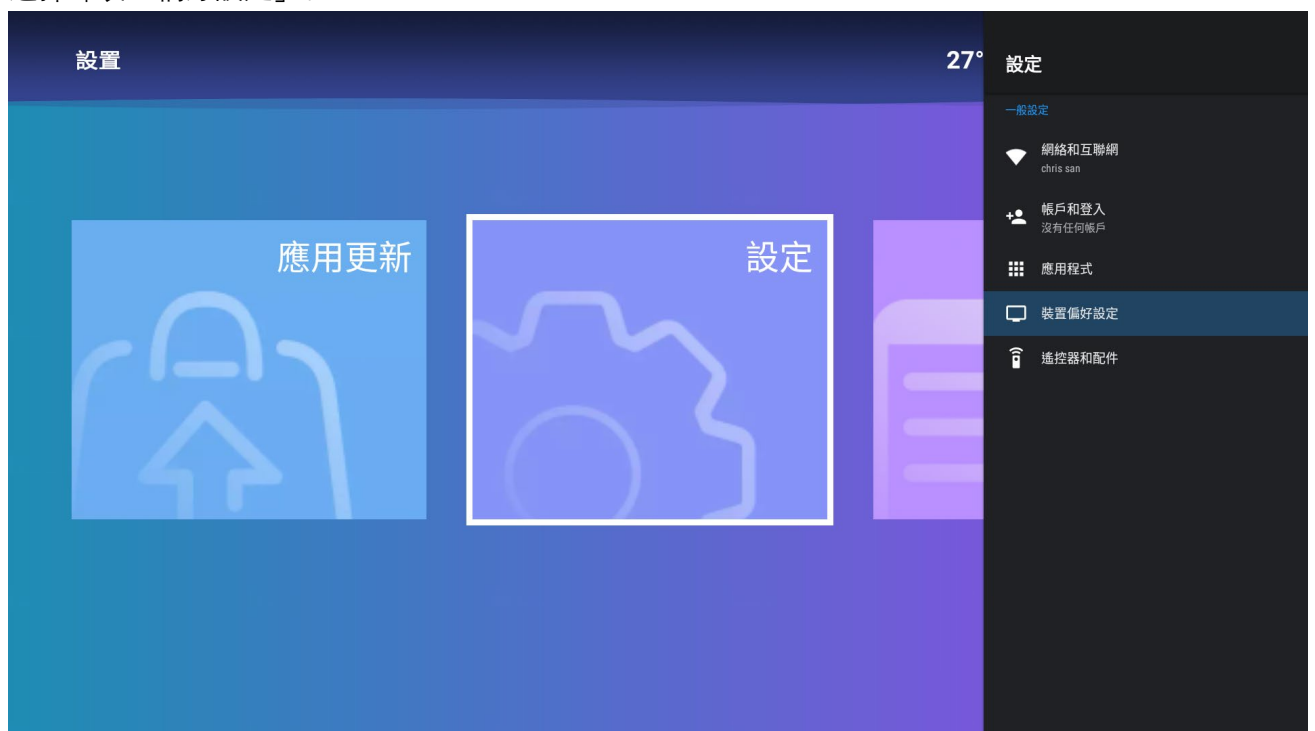 設置
27°
應用更新
設定
設定
一般設定
網絡和互聯網
chris san
帳戶和登入
沒有任何帳戶
應用程式
裝置偏好設定
遙控器和配件